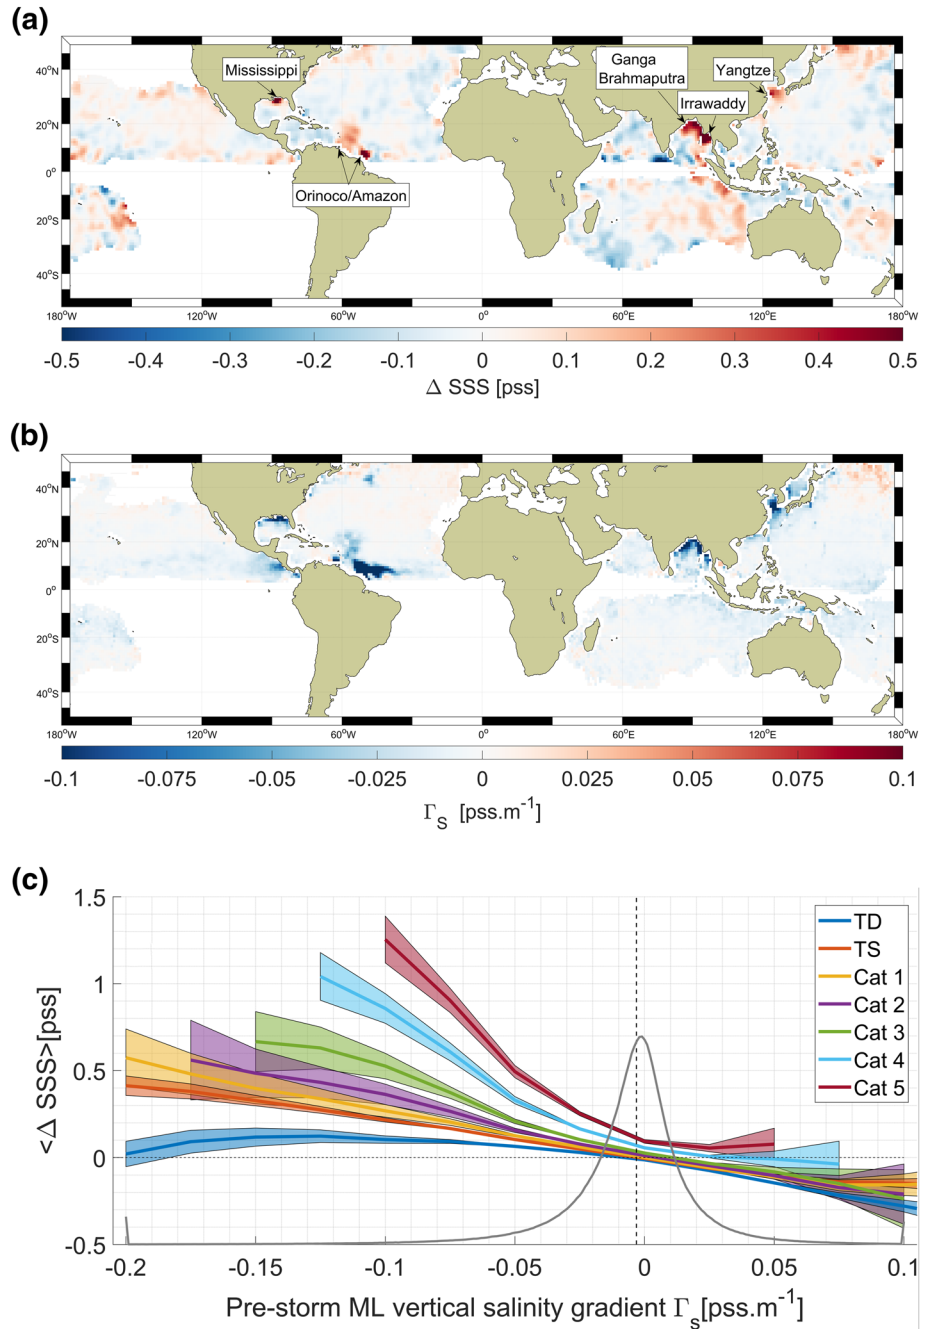 (a)
40°N
20°N
0°
20°S
40°S
Mississippi
Ganga
Brahmaputra
Yangtze
Irrawaddy
Orinoco/Amazon
180°W 120°W 60°W 0° 60°E 120°E 180°W
-0.5 -0.4 -0.3 -0.2 -0.1 0 0.1 0.2 0.3 0.4 0.5
Δ SSS [pss]
(b)
40°N
20°N
0°
20°S
40°S
180°W 120°W 60°W 0° 60°E 120°E 180°W
-0.1 -0.075 -0.05 -0.025 0 0.025 0.05 0.075 0.1
ΓS [pss.m-1]
(c)
<Δ SSS>[pss]
1.5
1
0.5
0
-0.5
TD
TS
Cat 1
Cat 2
Cat 3
Cat 4
Cat 5
-0.2 -0.15 -0.1 -0.05 0 0.05 0.1
Pre-storm ML vertical salinity gradient Γs[pss.m-1]